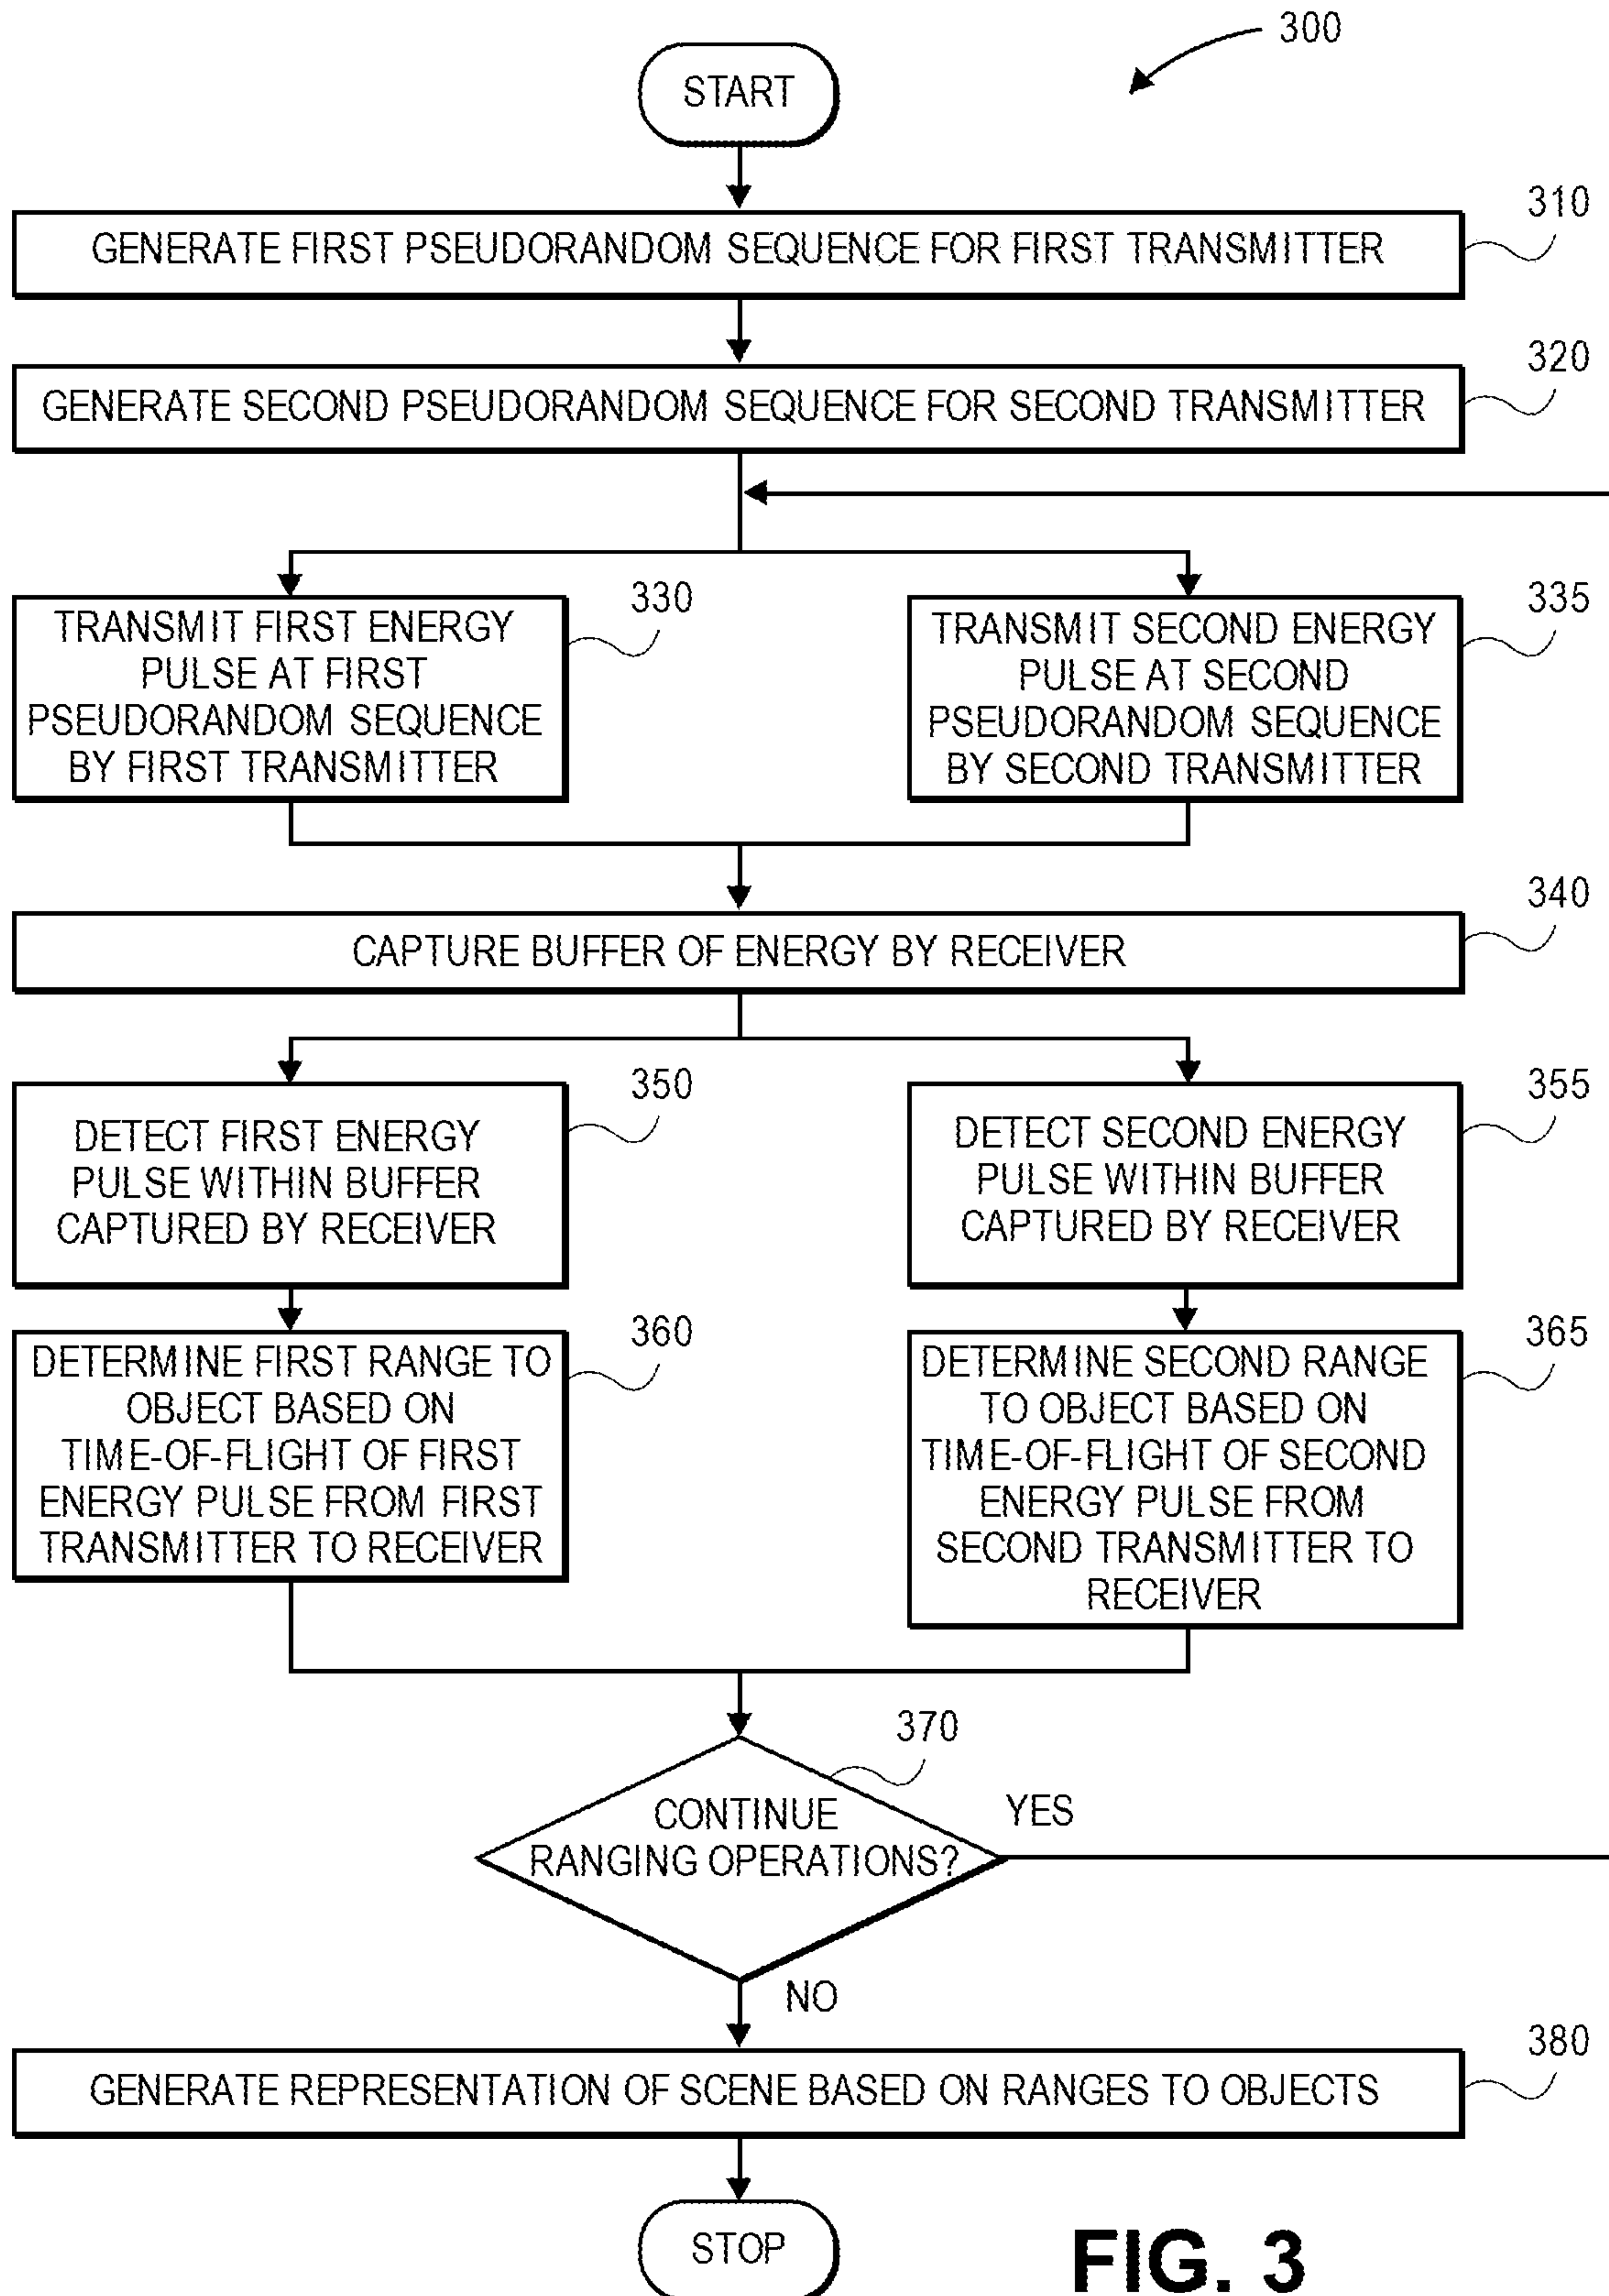 300
START
310
GENERATE FIRST PSEUDORANDOM SEQUENCE FOR FIRST TRANSMITTER
320
GENERATE SECOND PSEUDORANDOM SEQUENCE FOR SECOND TRANSMITTER
330
TRANSMIT FIRST ENERGY
PULSE AT FIRST
PSEUDORANDOM SEQUENCE
BY FIRST TRANSMITTER
335
TRANSMIT SECOND ENERGY
PULSE AT SECOND
PSEUDORANDOM SEQUENCE
BY SECOND TRANSMITTER
340
CAPTURE BUFFER OF ENERGY BY RECEIVER
350
DETECT FIRST ENERGY
PULSE WITHIN BUFFER
CAPTURED BY RECEIVER
355
DETECT SECOND ENERGY
PULSE WITHIN BUFFER
CAPTURED BY RECEIVER
360
DETERMINE FIRST RANGE TO
OBJECT BASED ON
TIME-OF-FLIGHT OF FIRST
ENERGY PULSE FROM FIRST
TRANSMITTER TO RECEIVER
365
DETERMINE SECOND RANGE
TO OBJECT BASED ON
TIME-OF-FLIGHT OF SECOND
ENERGY PULSE FROM
SECOND TRANSMITTER TO
RECEIVER
370
CONTINUE
RANGING OPERATIONS?
YES
NO
380
GENERATE REPRESENTATION OF SCENE BASED ON RANGES TO OBJECTS
STOP
FIG. 3